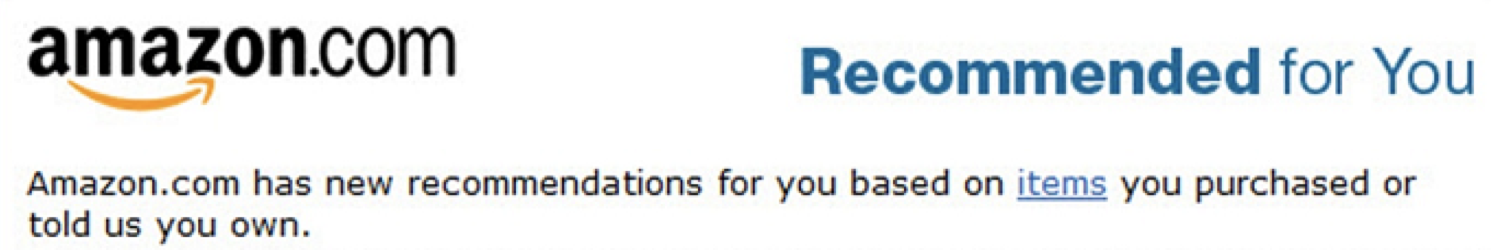 amazon.com
Recommended for You
Amazon.com has new recommendations for you based on items you purchased or
told us you own.